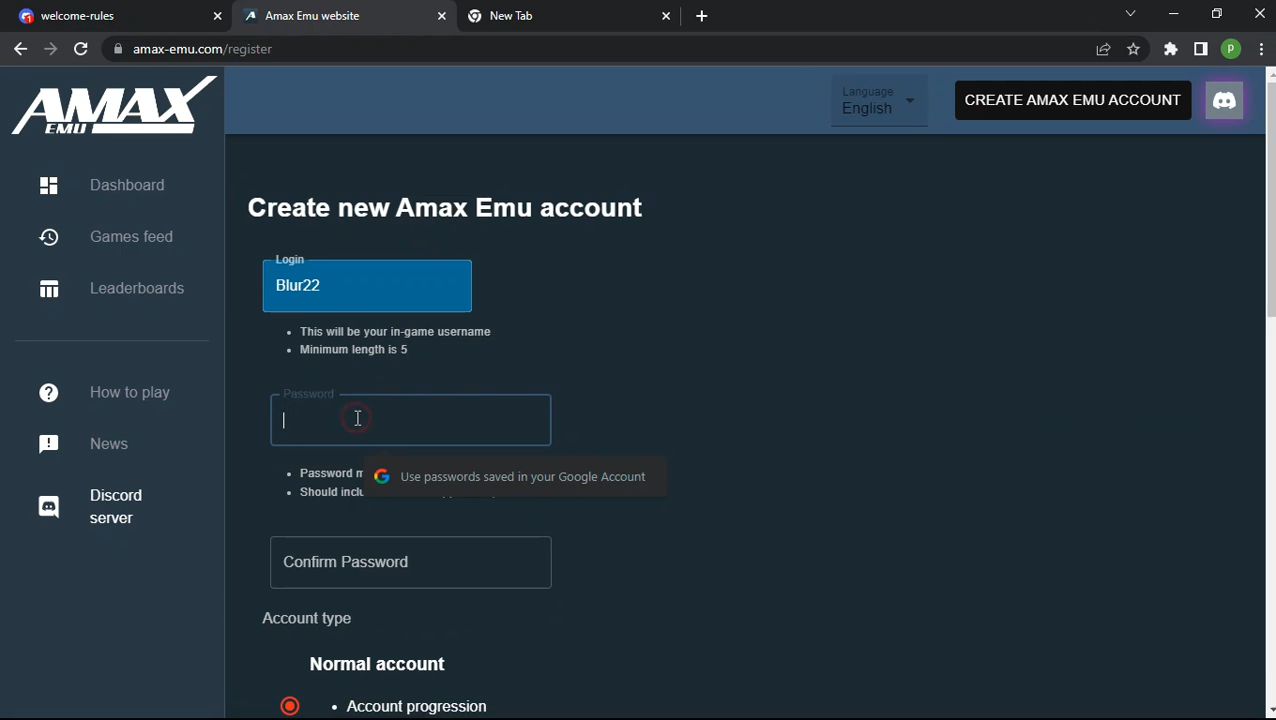 welcome-rules
Amax Emu website
New Tab
amax-emu.com/register
P
AMAX
EMU
Language
English
CREATE AMAX EMU ACCOUNT
Dashboard
Games feed
Leaderboards
How to play
News
Discord
server
Create new Amax Emu account
Login
Blur22
• This will be your in-game username
• Minimum length is 5
Password
Use passwords saved in your Google Account
• Password
• Should
Confirm Password
Account type
Normal account
• Account progression